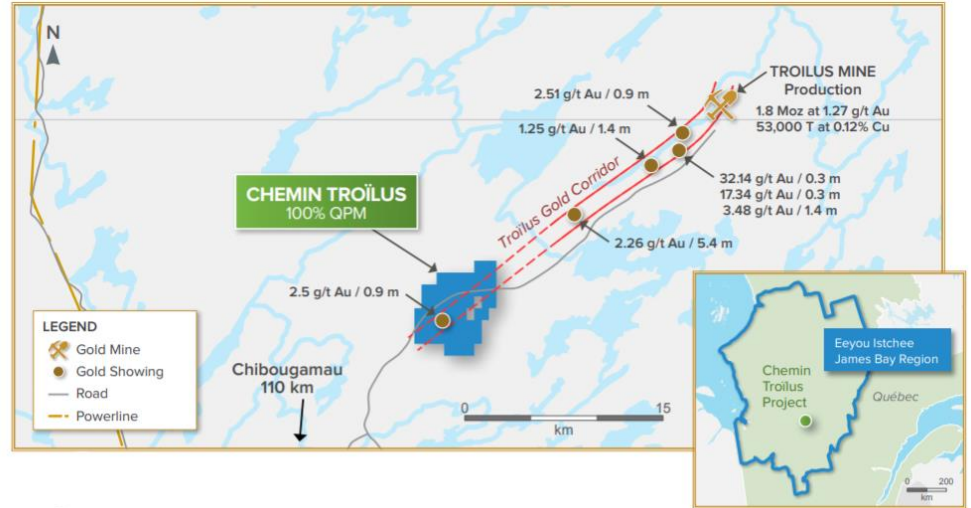 N
TROILUS MINE
Production
1.8 Moz at 1.27 g/t Au
53,000 T at 0.12% Cu
2.51 g/t Au / 0.9 m
1.25 g/t Au / 1.4 m
32.14 g/t Au / 0.3 m
17.34 g/t Au / 0.3 m
3.48 g/t Au / 1.4 m
Troïlus Gold Corridor
CHEMIN TROÏLUS
100% QPM
2.26 g/t Au / 5.4 m
2.5 g/t Au / 0.9 m
LEGEND
Gold Mine
Gold Showing
Road
Powerline
Chibougamau
110 km
0 15
km
Eeyou Istchee
James Bay Region
Chemin
Troïlus
Project
Québec
0 200
km